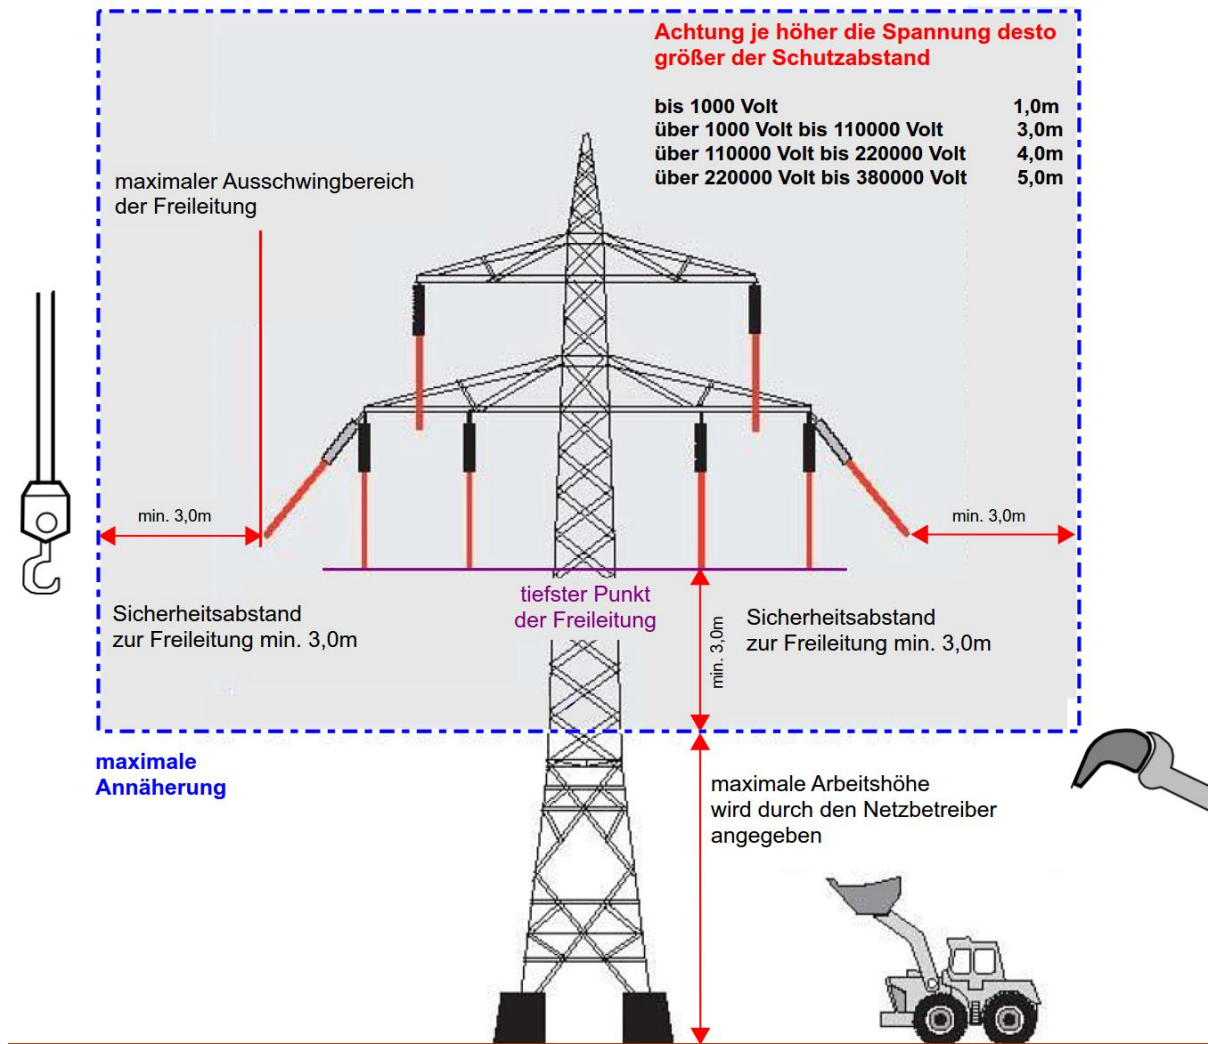 Achtung je höher die Spannung desto
größer der Schutzabstand
bis 1000 Volt 1,0m
über 1000 Volt bis 110000 Volt 3,0m
über 110000 Volt bis 220000 Volt 4,0m
über 220000 Volt bis 380000 Volt 5,0m
maximaler Ausschwingbereich
der Freileitung
min. 3,0m
min. 3,0m
tiefster Punkt
der Freileitung
Sicherheitsabstand
zur Freileitung min. 3,0m
min. 3,0m
Sicherheitsabstand
zur Freileitung min. 3,0m
maximale
Annäherung
maximale Arbeitshöhe
wird durch den Netzbetreiber
angegeben